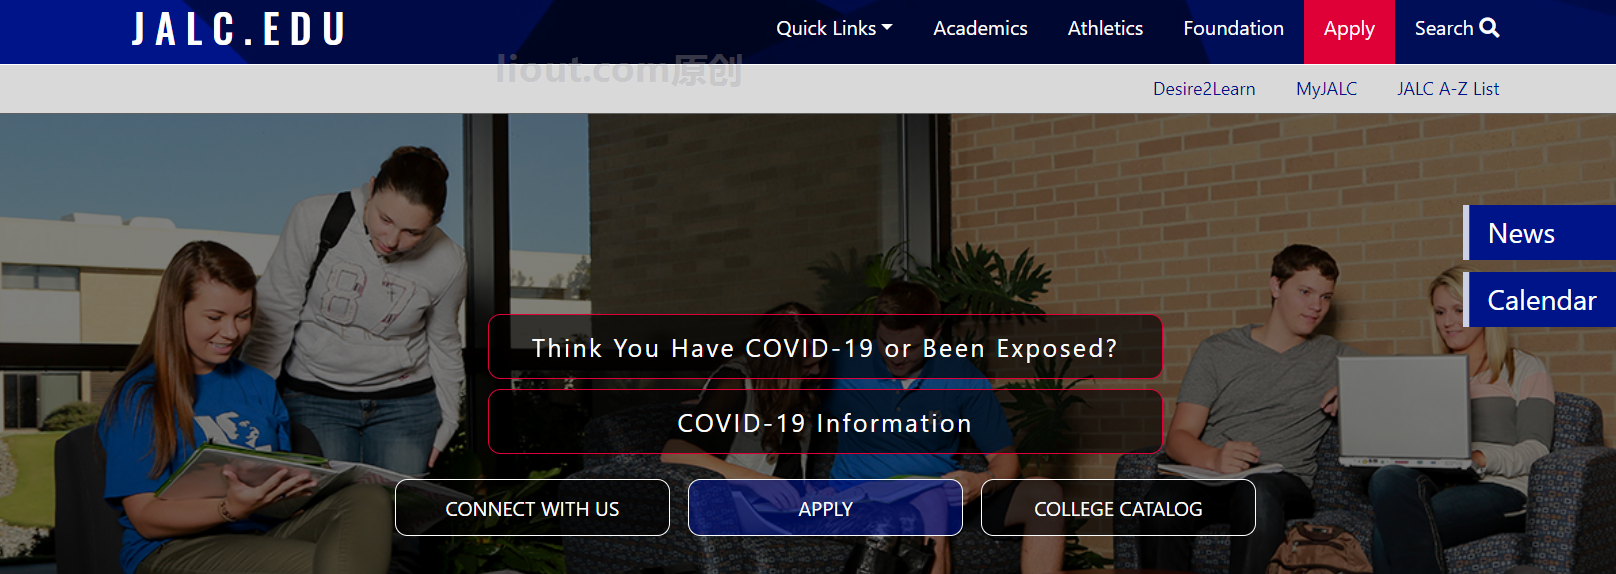 JALC.EDU
Quick Links
Academics
Athletics
Foundation
Apply
Search
liout.com原创
Desire2Learn
MyJALC
JALC A-Z List
87
News
Calendar
Think You Have COVID-19 or Been Exposed?
COVID-19 Information
CONNECT WITH US
APPLY
COLLEGE CATALOG